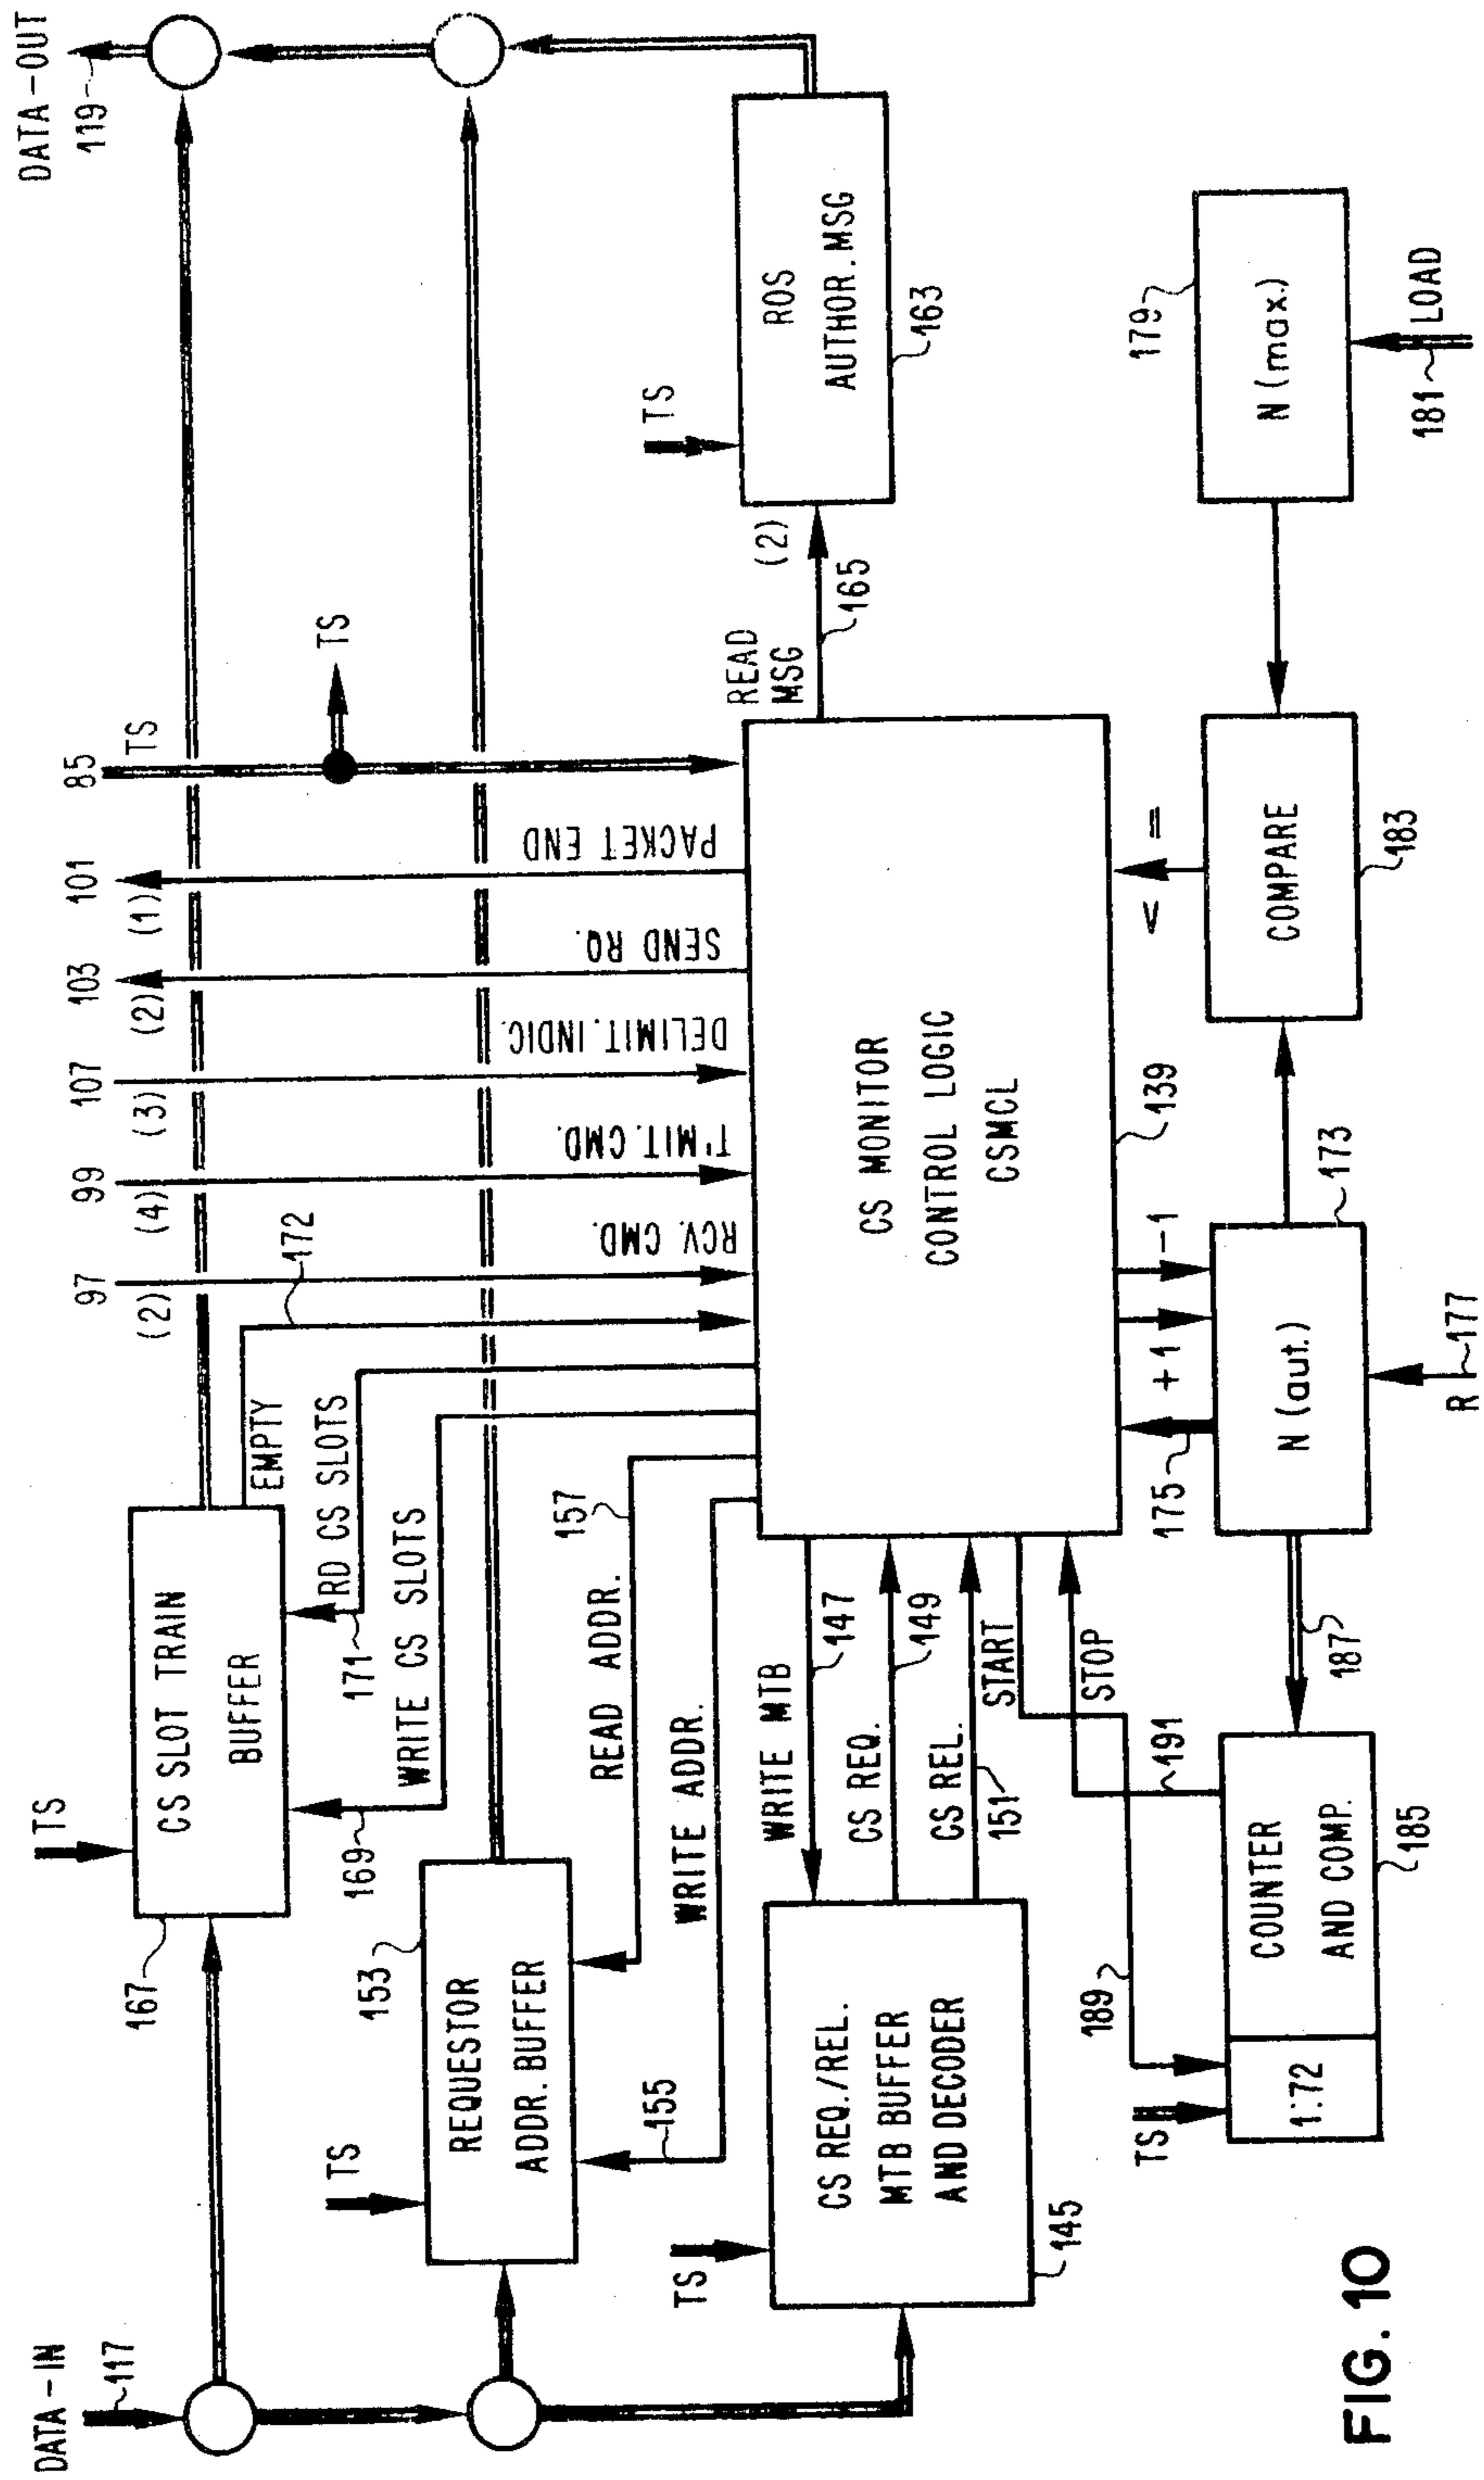 DATA-IN
117
DATA-OUT
119
TS
167
CS SLOT TRAIN
BUFFER
EMPTY
172
RD CS SLOTS
171
WRITE CS SLOTS
169
TS
153
REQUESTOR
ADDR. BUFFER
READ ADDR.
157
WRITE ADDR.
155
97
(2)
RCV. CMD.
99
(4)
T'MIT. CMD.
107
(3)
DELIMIT. INDIC.
103
(2)
SEND RQ.
101
(1)
PACKET END
85
TS
TS
TS
CS REQ./REL.
MTB BUFFER
AND DECODER
145
WRITE MTB
147
CS REQ.
149
CS REL.
151
START
STOP
CS MONITOR
CONTROL LOGIC
CSMCL
139
READ
MSG
165
(2)
TS
ROS
AUTHOR. MSG
163
189
191
TS
1:72
COUNTER
AND COMP.
185
187
175
+1
-1
N (aut.)
173
R
177
< =
COMPARE
183
179
N (max.)
181
LOAD
FIG. 10